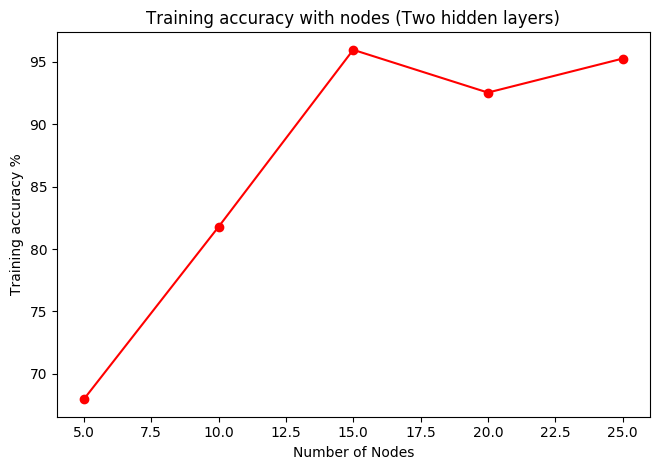 Training accuracy with nodes (Two hidden layers)
Training accuracy %
95
90
85
80
75
70
5.0 7.5 10.0 12.5 15.0 17.5 20.0 22.5 25.0
Number of Nodes